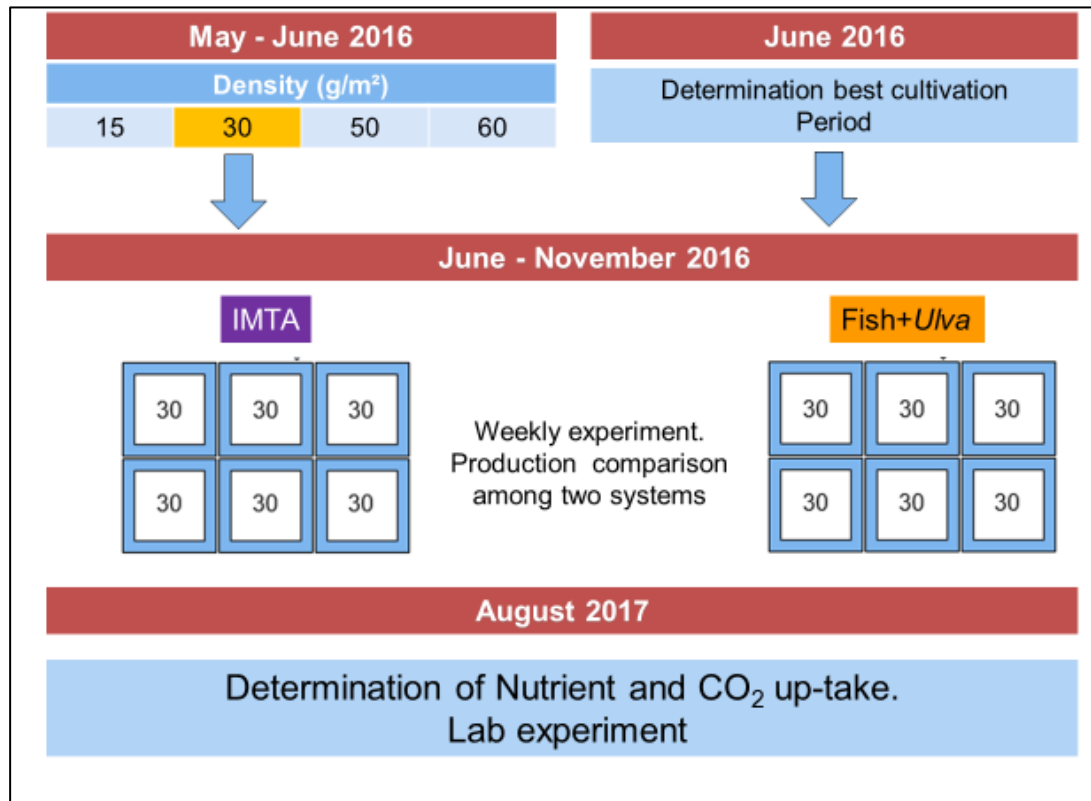 May - June 2016
June 2016
Density (g/m²)
15 30 50 60
Determination best cultivation
Period
June - November 2016
IMTA
Fish+Ulva
30 30 30
30 30 30
Weekly experiment.
Production comparison
among two systems
30 30 30
30 30 30
August 2017
Determination of Nutrient and CO₂ up-take.
Lab experiment